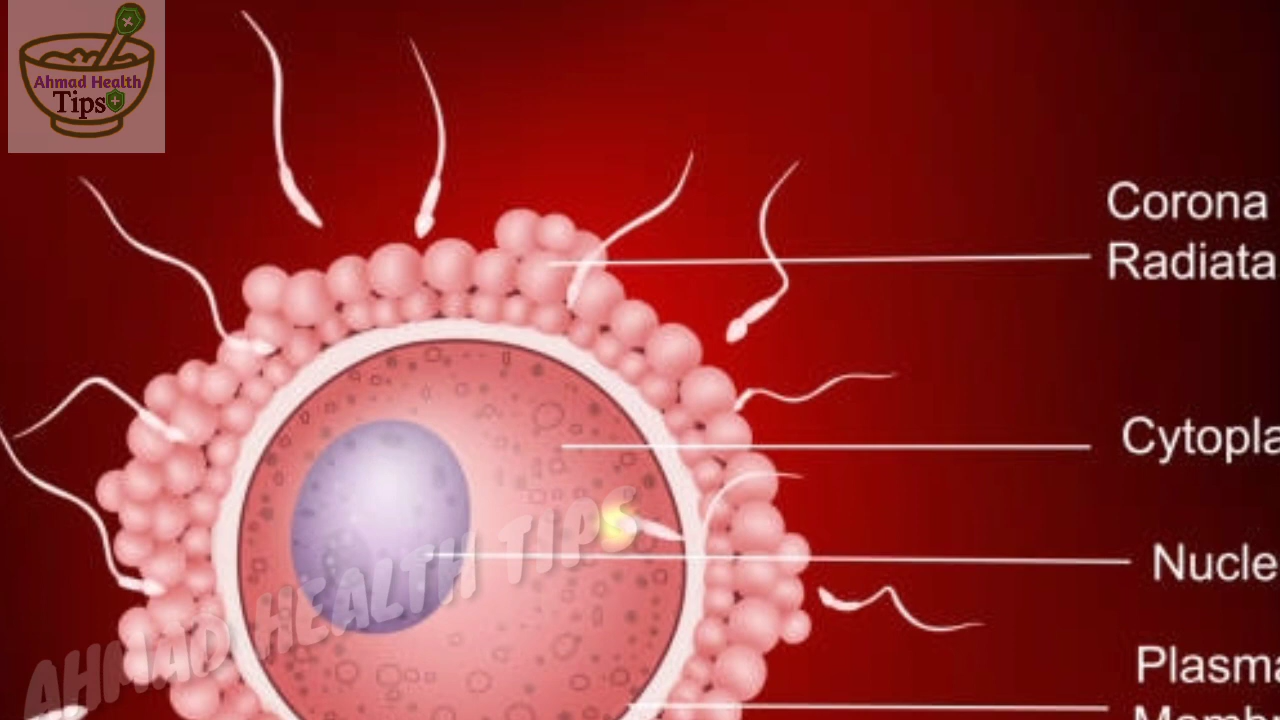 Ahmad Health
Tips
Corona
Radiata
Cytopla
Nucle
Plasma
AHMAD HEALTH TIPS